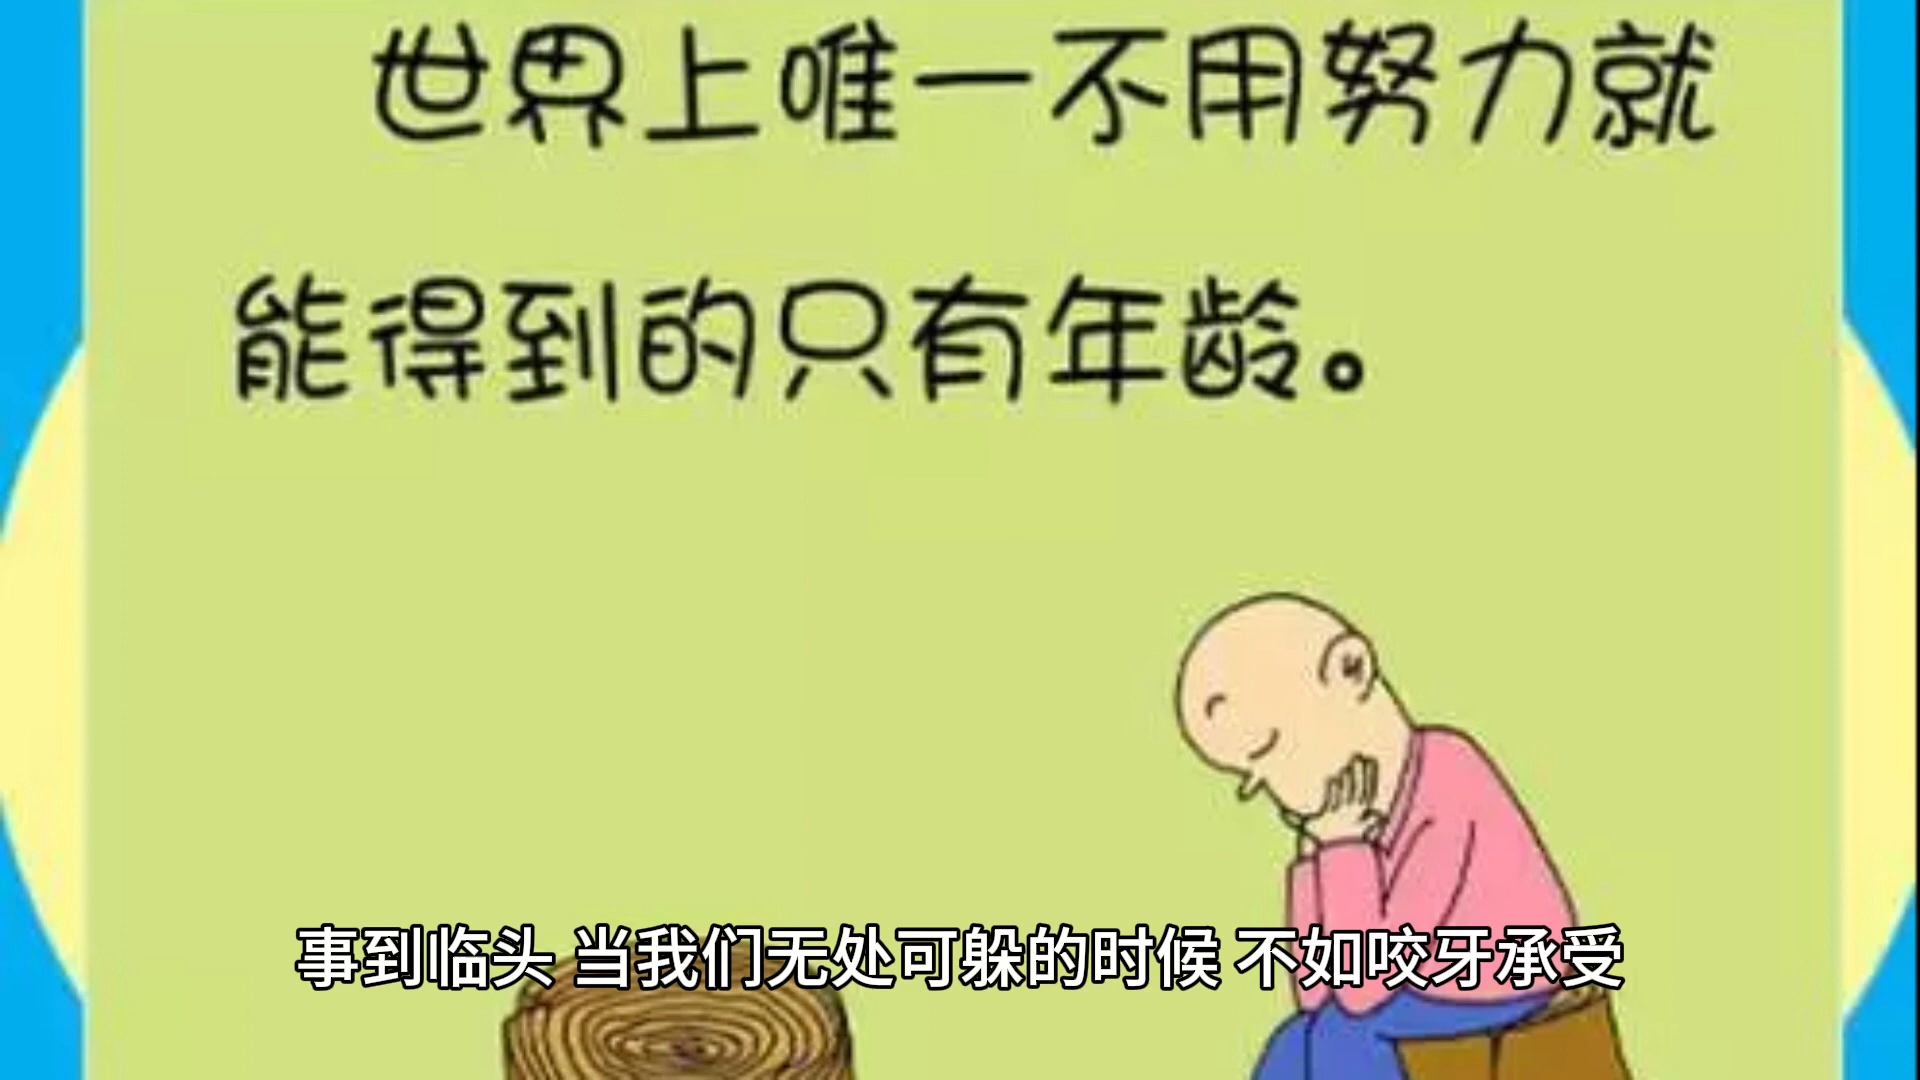 世界上唯一不用努力就
能得到的只有年龄。
事到临头 当我们无处可躲的时候 不如咬牙承受